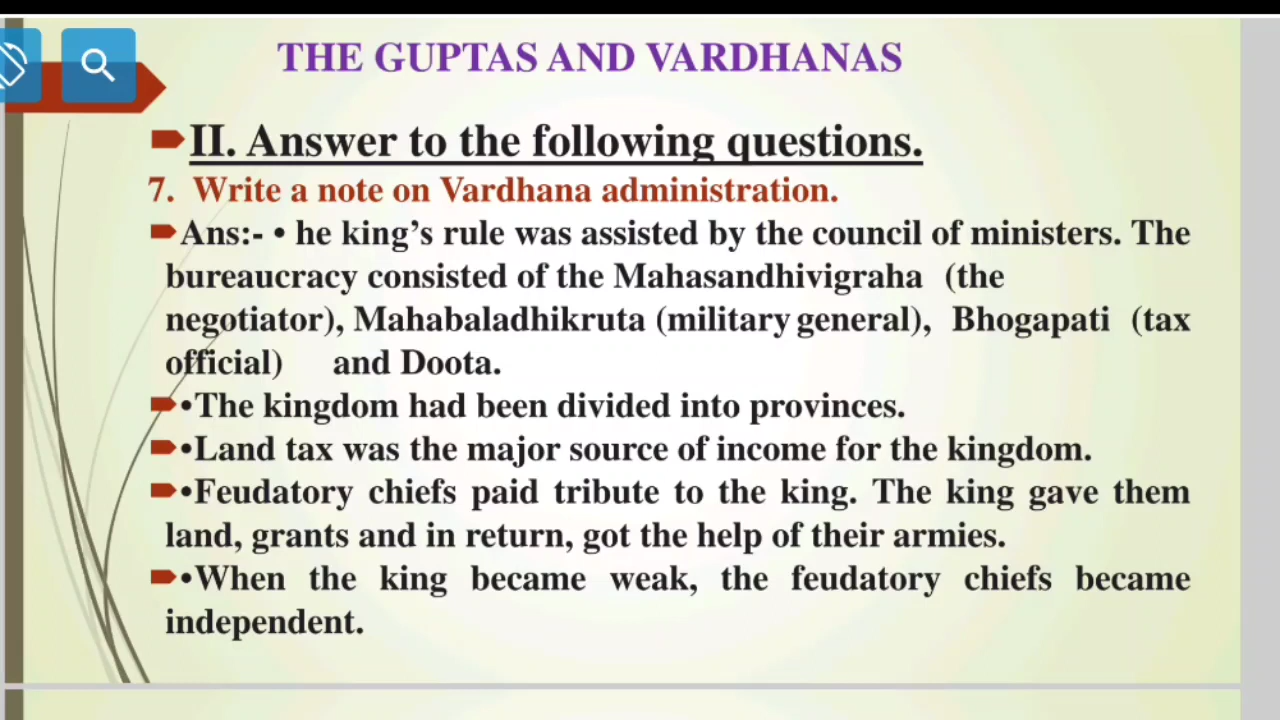 THE GUPTAS AND VARDHANAS
II. Answer to the following questions.
7. Write a note on Vardhana administration.
Ans:- • he king's rule was assisted by the council of ministers. The
bureaucracy consisted of the Mahasandhivigraha (the
negotiator), Mahabaladhikruta (military general), Bhogapati (tax
official) and Doota.
•The kingdom had been divided into provinces.
•Land tax was the major source of income for the kingdom.
•Feudatory chiefs paid tribute to the king. The king gave them
land, grants and in return, got the help of their armies.
•When the king became weak, the feudatory chiefs became
independent.